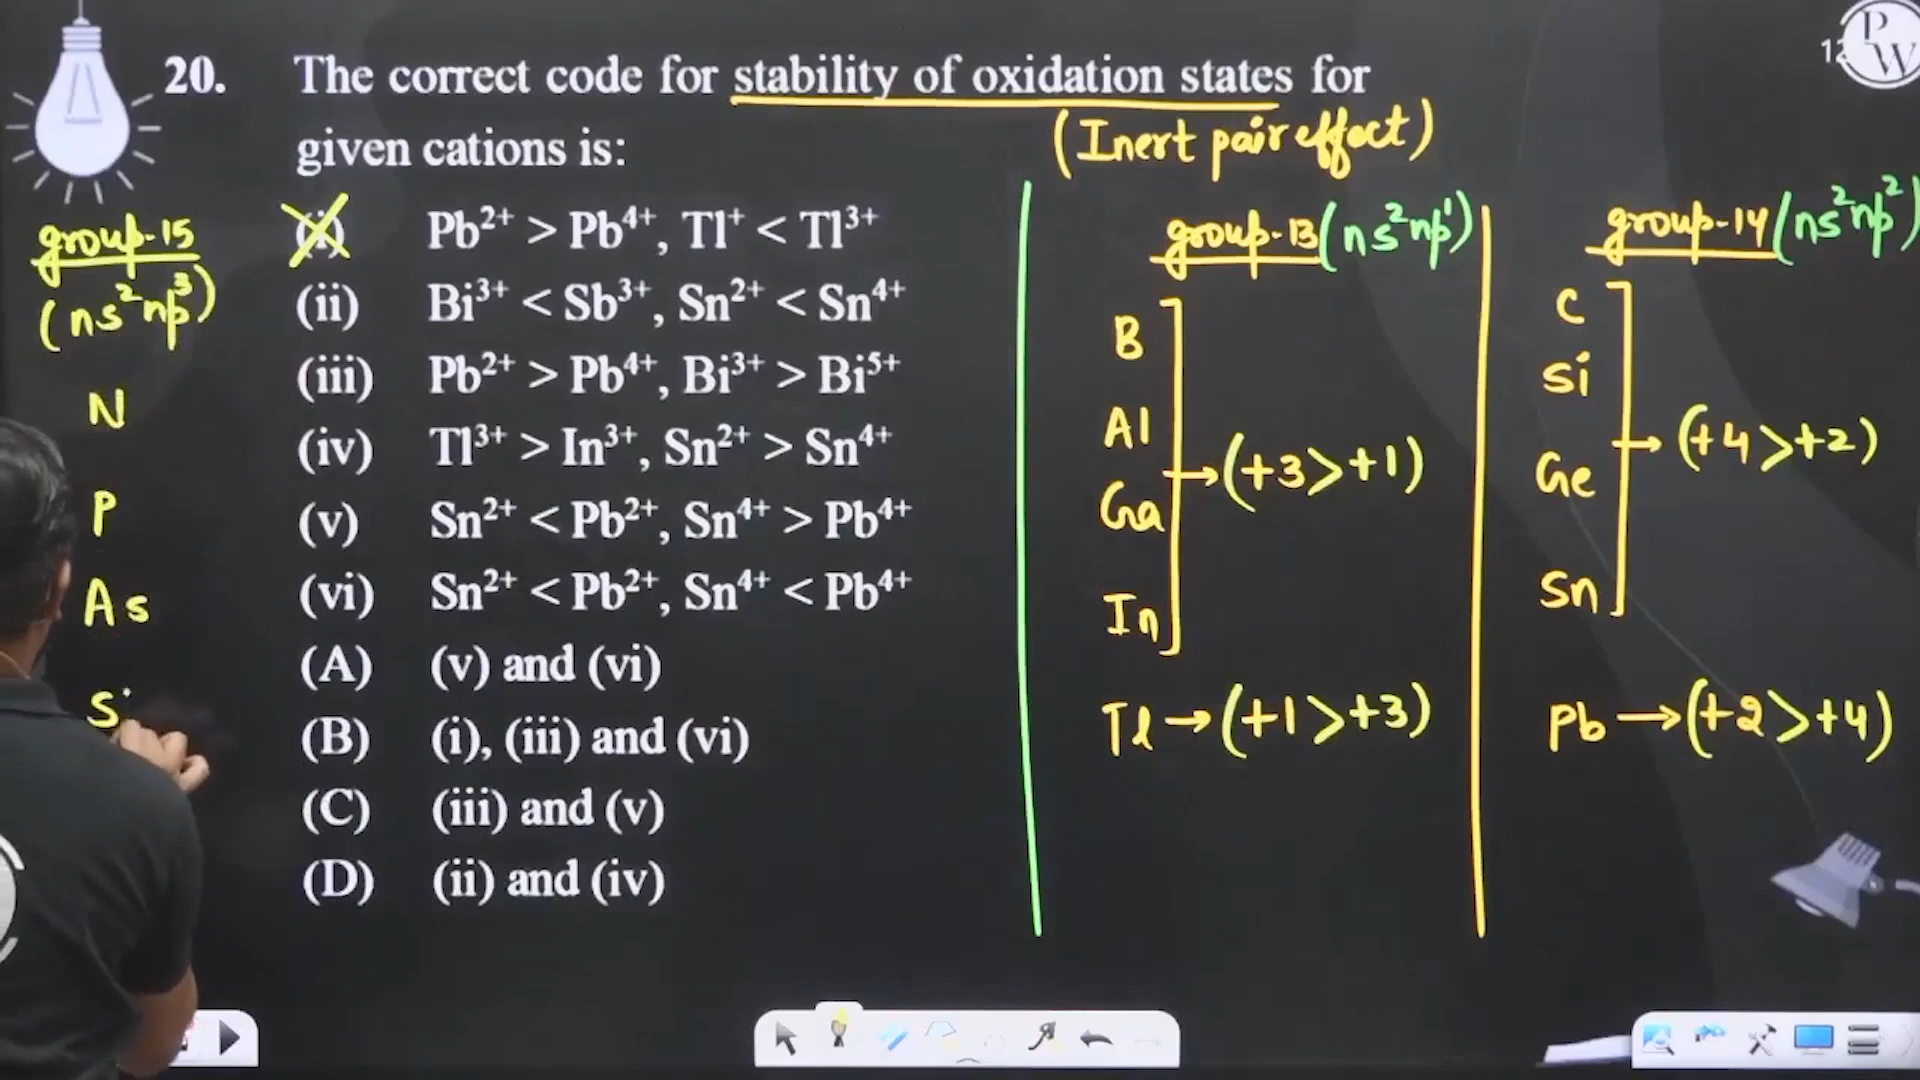 20. The correct code for stability of oxidation states for
given cations is:
(Inert pair effect)
(i) Pb²⁺ > Pb⁴⁺, Tl⁺ < Tl³⁺
(ii) Bi³⁺ < Sb³⁺, Sn²⁺ < Sn⁴⁺
(iii) Pb²⁺ > Pb⁴⁺, Bi³⁺ > Bi⁵⁺
(iv) Tl³⁺ > In³⁺, Sn²⁺ > Sn⁴⁺
(v) Sn²⁺ < Pb²⁺, Sn⁴⁺ > Pb⁴⁺
(vi) Sn²⁺ < Pb²⁺, Sn⁴⁺ < Pb⁴⁺
(A) (v) and (vi)
(B) (i), (iii) and (vi)
(C) (iii) and (v)
(D) (ii) and (iv)
group-15
(ns²np³)
N
P
As
S
group-13 (ns²np¹)
B
Al
Ga
In
→(+3>+1)
Tl→(+1>+3)
group-14 (ns²np²)
C
Si
Ge
Sn
→(+4>+2)
Pb→(+2>+4)
PW